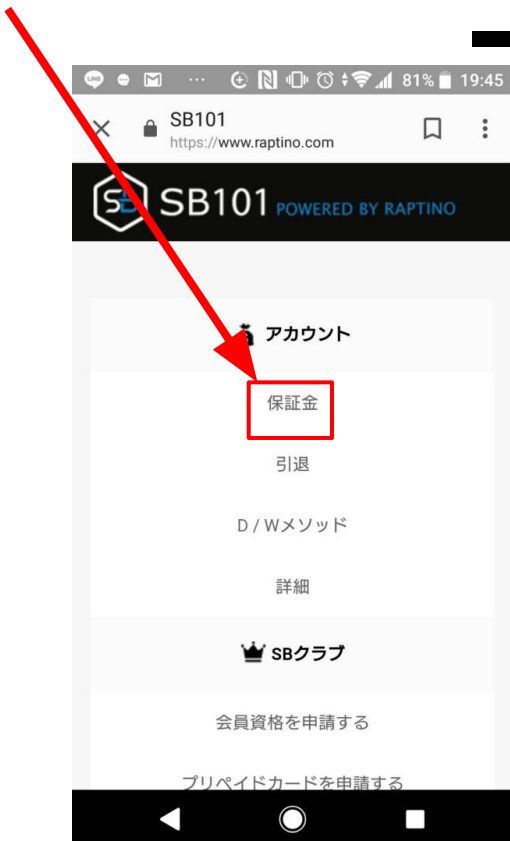 LINE ... 81% 19:45
SB101
https://www.raptino.com
SB SB101 POWERED BY RAPTINO
アカウント
保証金
引退
D / Wメソッド
詳細
SBクラブ
会員資格を申請する
プリペイドカードを申請する